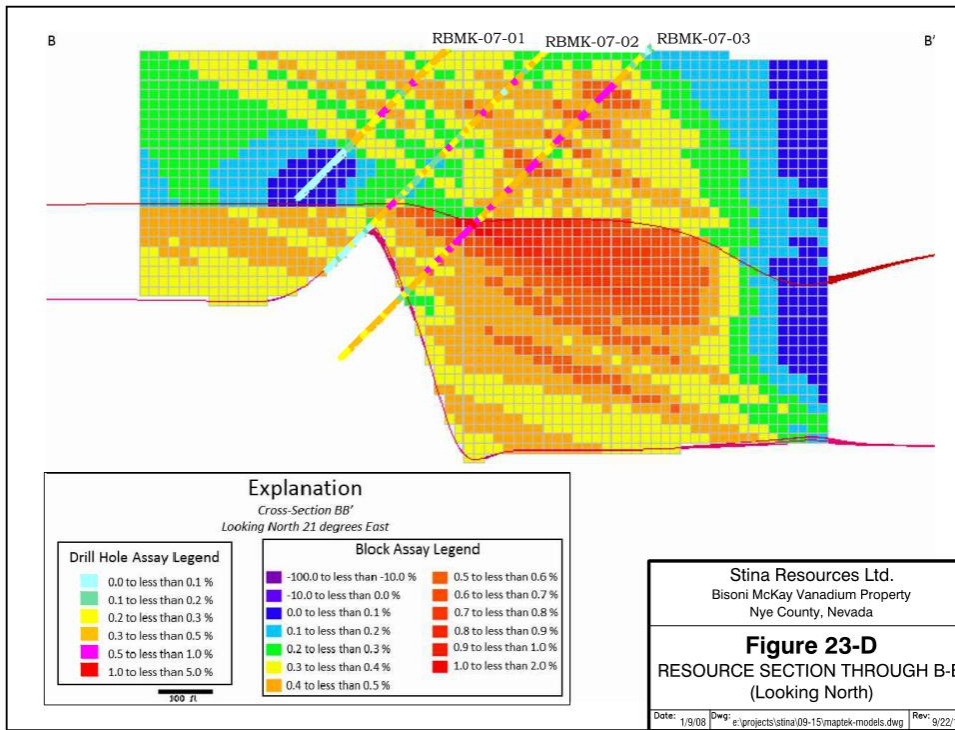 B
RBMK-07-01
RBMK-07-02
RBMK-07-03
B'
Explanation
Cross-Section BB'
Looking North 21 degrees East
Drill Hole Assay Legend
0.0 to less than 0.1 %
0.1 to less than 0.2 %
0.2 to less than 0.3 %
0.3 to less than 0.5 %
0.5 to less than 1.0 %
1.0 to less than 5.0 %
Block Assay Legend
-100.0 to less than -10.0 %
-10.0 to less than 0.0 %
0.0 to less than 0.1 %
0.1 to less than 0.2 %
0.2 to less than 0.3 %
0.3 to less than 0.4 %
0.4 to less than 0.5 %
0.5 to less than 0.6 %
0.6 to less than 0.7 %
0.7 to less than 0.8 %
0.8 to less than 0.9 %
0.9 to less than 1.0 %
1.0 to less than 2.0 %
Stina Resources Ltd.
Bisoni McKay Vanadium Property
Nye County, Nevada
Figure 23-D
RESOURCE SECTION THROUGH B-B
(Looking North)
Date: 1/9/08 Dwg: e:\projects\stina\09-15\maptek-models.dwg Rev: 9/22/1